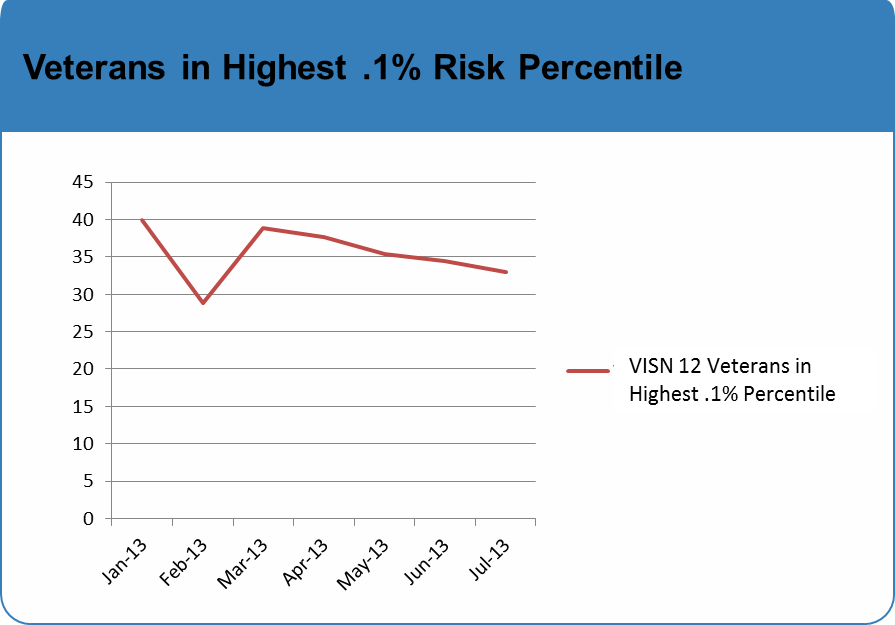 Veterans in Highest .1% Risk Percentile
45
40
35
30
25
20
15
10
5
0
Jan-13
Feb-13
Mar-13
Apr-13
May-13
Jun-13
Jul-13
VISN 12 Veterans in
Highest .1% Percentile